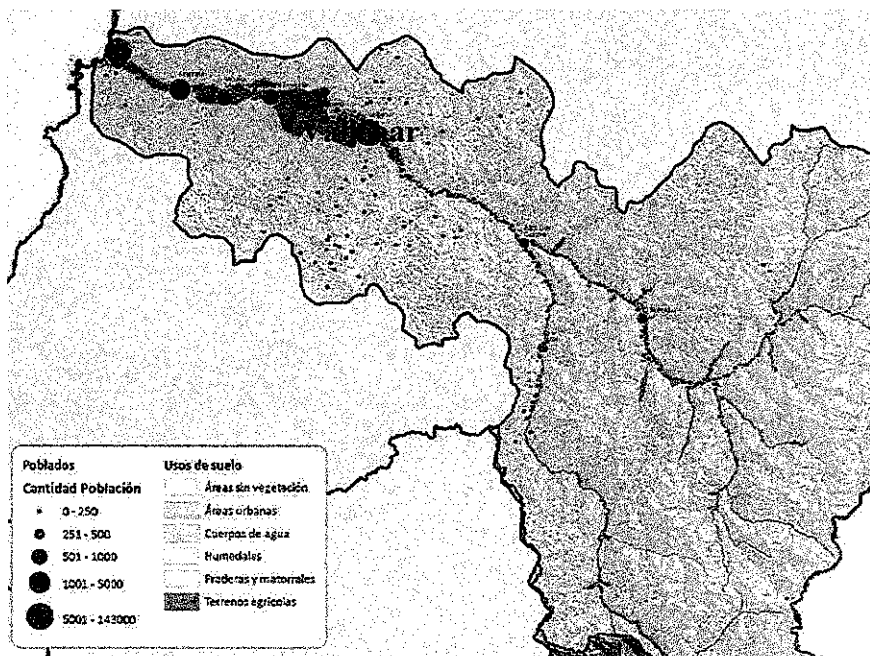 Vallenar
Poblados
Cantidad Población
0 - 250
251 - 500
501 - 1000
1001 - 5000
5001 - 143000
Usos de suelo
Áreas sin vegetación
Áreas urbanas
Cuerpos de agua
Humedales
Praderas y matorrales
Terrenos agrícolas